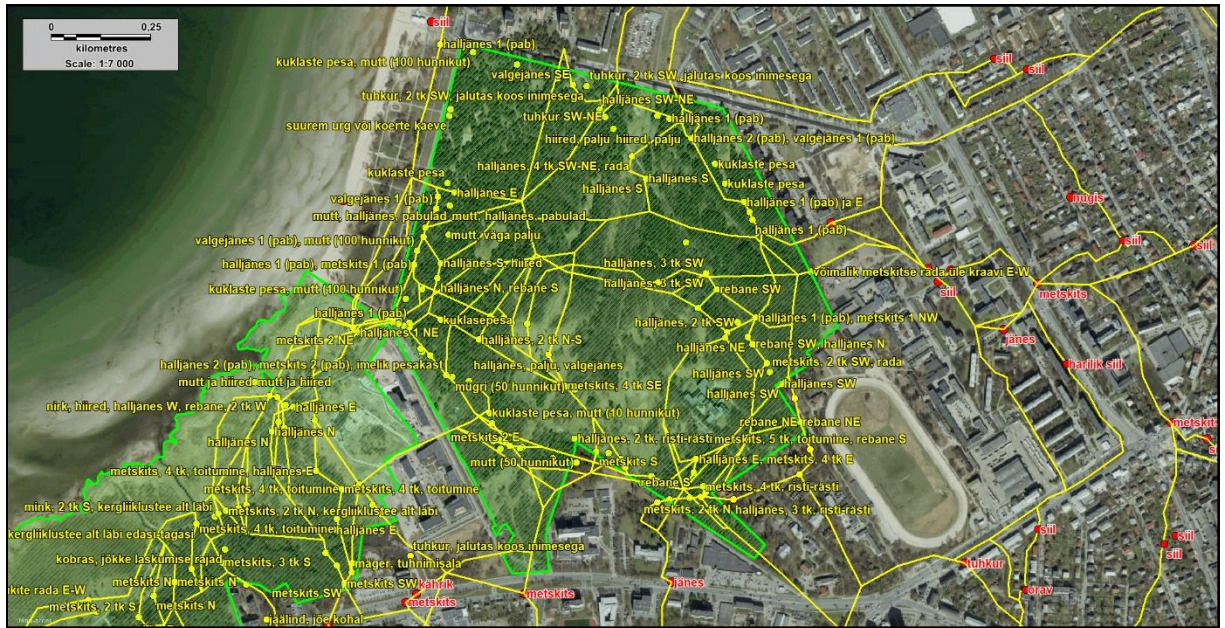 0 0,25
kilometres
Scale: 1:7 000
siil
halljänes 1 (pab)
kuklaste pesa, mutt (100 hunnikut)
siil
siil
valgejänes SE
tuhkur, 2 tk SW, jalutas koos inimesega
tuhkur, 2 tk SW, jalutas koos inimesega
halljänes SW-NE
suurem urg või koerte kaeve
tuhkur SW-NE
halljänes 1 (pab)
hiired, palju
hiired, palju
halljänes 2 (pab), valgejänes 1 (pab)
halljänes, 4 tk SW-NE, rada
kuklaste pesa
halljänes S
kuklaste pesa
kuklaste pesa
halljänes E
halljänes S
nugis
valgejänes 1 (pab)
halljänes 1 (pab) ja E
mutt, halljänes, pabulad
mutt, halljänes, pabulad
halljänes 1 (pab)
mutt, väga palju
valgejänes 1 (pab), mutt (100 hunnikut)
siil
siil
halljänes 1 (pab), metskits 1 (pab)
halljänes S, hiired
halljänes, 3 tk SW
võimalik metskitse rada üle kraavi E-W
halljänes, 3 tk SW
kuklaste pesa, mutt (100 hunnikut)
halljänes N, rebane S
rebane SW
siil
metskits
halljänes 1 (pab)
kuklasepesa
halljänes, 2 tk SW
halljänes 1 (pab), metskits 1 NW
metskits 2 NE
halljänes 1 NE
halljänes, 2 tk N-S
halljänes NE
rebane SW, halljänes N
jänes
halljänes 2 (pab), metskits 2 (pab), imelik pesakast
halljänes, palju, valgejänes
metskits, 2 tk SW, rada
harilik siil
halljänes SW
mutt ja hiired
mutt ja hiired
mügri (50 hunnikut)
metskits, 4 tk SE
halljänes SW
halljänes SW
nirk, hiired, halljänes W, rebane, 2 tk W
halljänes E
kuklaste pesa, mutt (10 hunnikut)
rebane NE
rebane NE
metskits
halljänes N
halljänes N
metskits 2 E
halljänes, 2 tk, risti-rästi
metskits, 5 tk, toitumine, rebane S
metskits, 4 tk, toitumine, halljänes E
mutt (50 hunnikut)
metskits S
halljänes E, metskits, 4 tk E
rebane S
metskits, 4 tk, toitumine
metskits, 4 tk, toitumine
metskits, 4 tk, risti-rästi
mink, 2 tk S, kergliiklustee alt läbi
metskits, 2 tk N, kergliiklustee alt läbi
metskits, 2 tk N
halljänes, 3 tk, risti-rästi
kergliiklustee alt läbi edasi-tagasi
metskits, 4 tk, toitumine
halljänes E
siil
siil
siil
tuhkur, jalutas koos inimesega
kobras, jõkke laskumise rajad
metskits, 3 tk S
mäger, tuhnimisala
tuhkur
metskits N
metskits N
metskits SW
metskits SW
kährik
jänes
orav
metskits
metskits
metskits, 2 tk S
metskits N
jäälind, jõe kohal